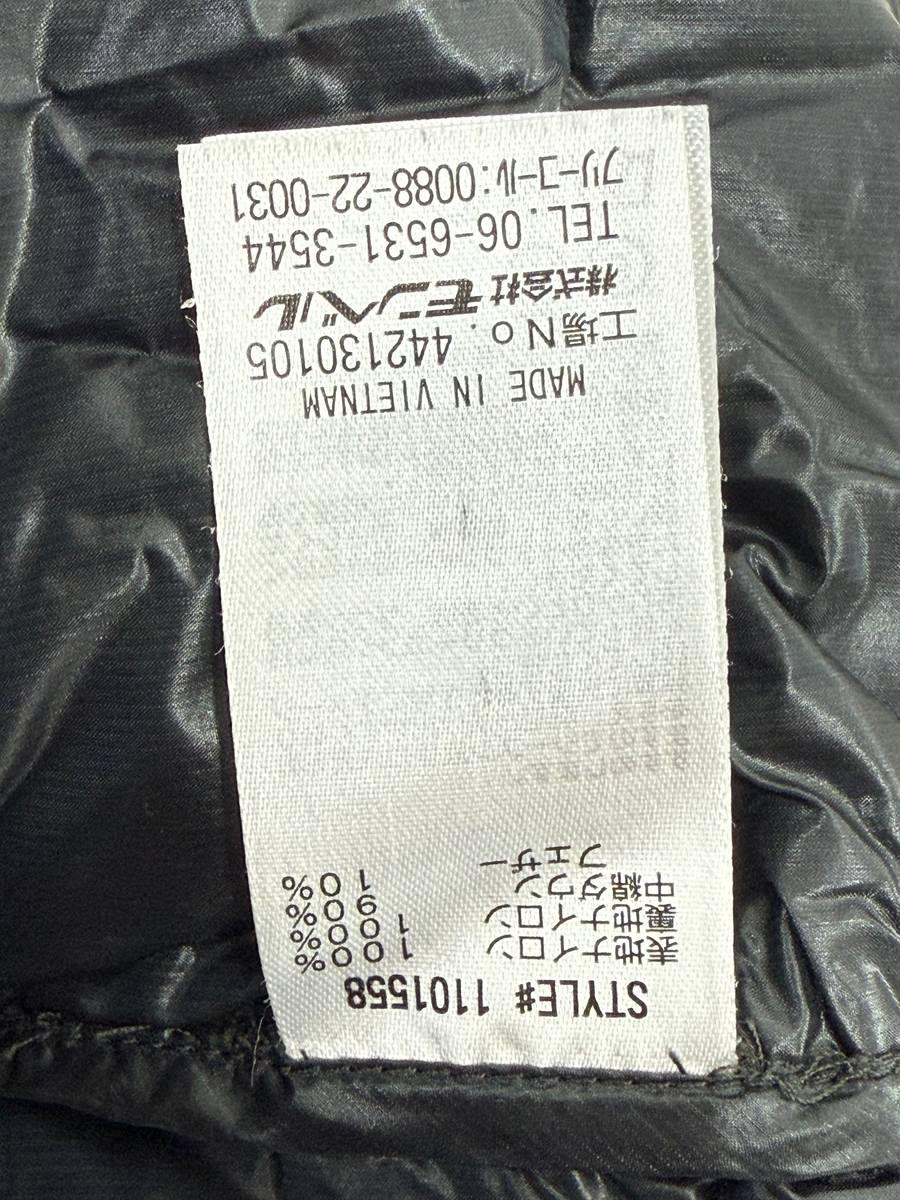 STYLE# 1101558
表地ナイロン 100%
裏地ナイロン 100%
中綿ダウン 90%
フェザー 10%
MADE IN VIETNAM
工場No. 442130105
株式会社モンベル
TEL. 06-6531-3544
フリーコール:0088-22-0031